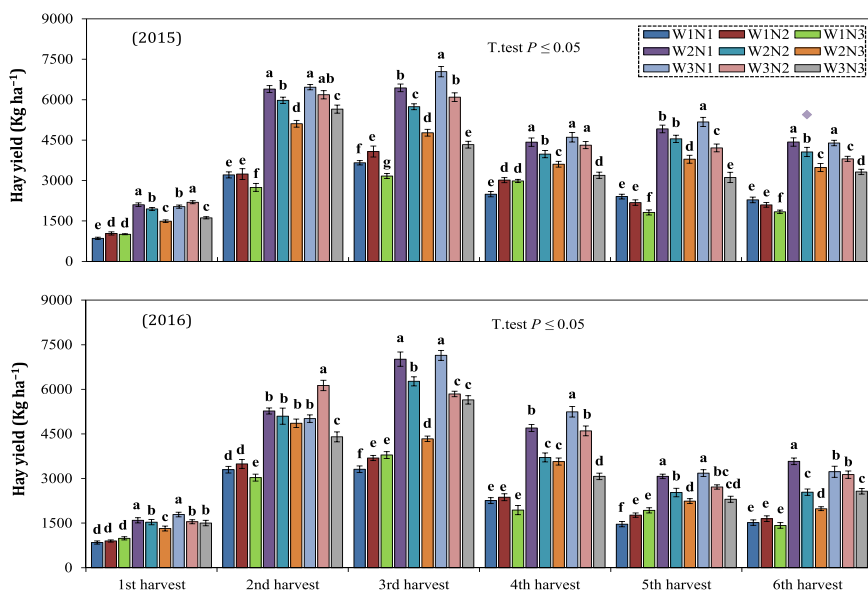 9000
7500
6000
4500
3000
1500
0
Hay yield (Kg ha⁻¹)
(2015)
T.test P ≤ 0.05
W1N1 W1N2 W1N3
W2N1 W2N2 W2N3
W3N1 W3N2 W3N3
e d d a b c b a c
e e f a b d a ab c
f e g b c d a b e
e d d a b c a a d
e e f a b d a c e
e e f a b c a b d
9000
7500
6000
4500
3000
1500
0
Hay yield (Kg ha⁻¹)
(2016)
T.test P ≤ 0.05
d d d a b c a b b
d d e b b b b a c
f e e a b d a c c
e e e b c c a b d
f e e a b d a bc cd
e e e a c d b b c
1st harvest 2nd harvest 3rd harvest 4th harvest 5th harvest 6th harvest